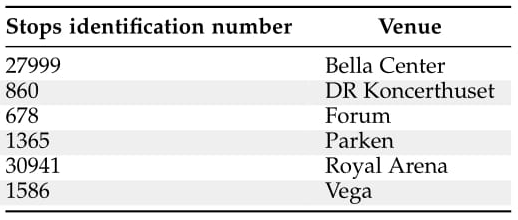 Stops identification number Venue
27999 Bella Center
860 DR Koncerthuset
678 Forum
1365 Parken
30941 Royal Arena
1586 Vega